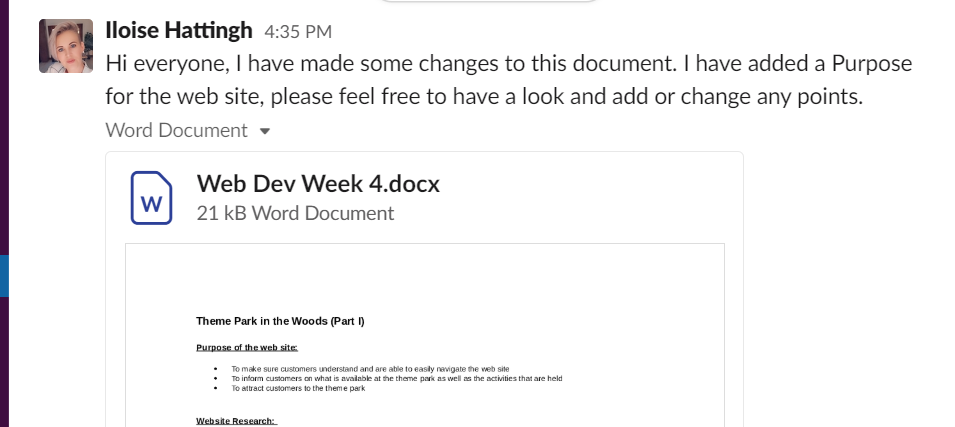 Iloise Hattingh 4:35 PM
Hi everyone, I have made some changes to this document. I have added a Purpose
for the web site, please feel free to have a look and add or change any points.
Word Document
W
Web Dev Week 4.docx
21 kB Word Document
Theme Park in the Woods (Part I)
Purpose of the web site:
• To make sure customers understand and are able to easily navigate the web site
• To inform customers on what is available at the theme park as well as the activities that are held
• To attract customers to the theme park
Website Research: